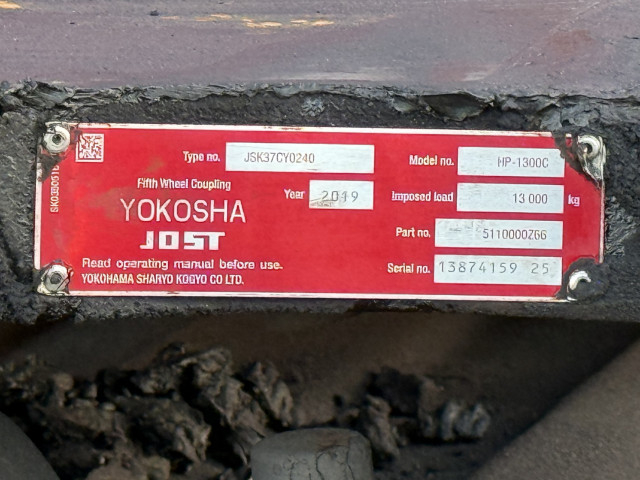 SK0380515
Type no. JSK37CY0240
Model no. HP-1300C
Fifth Wheel Coupling
Year 2019
Imposed load 13 000 kg
YOKOSHA
JOST
Part no. 5110000Z66
Serial no. 13874159 25
Read operating manual before use.
YOKOHAMA SHARYO KOGYO CO LTD.